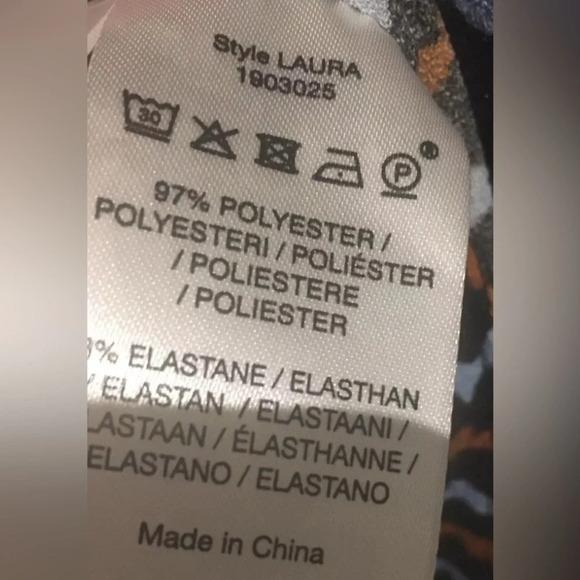 Style LAURA
1903025
30
P ®
97% POLYESTER /
POLYESTERI / POLIÉSTER
/ POLIESTERE
/ POLIESTER
% ELASTANE / ELASTHAN
/ ELASTAN / ELASTAANI /
LASTAAN / ÉLASTHANNE /
ELASTANO / ELASTANO
Made in China